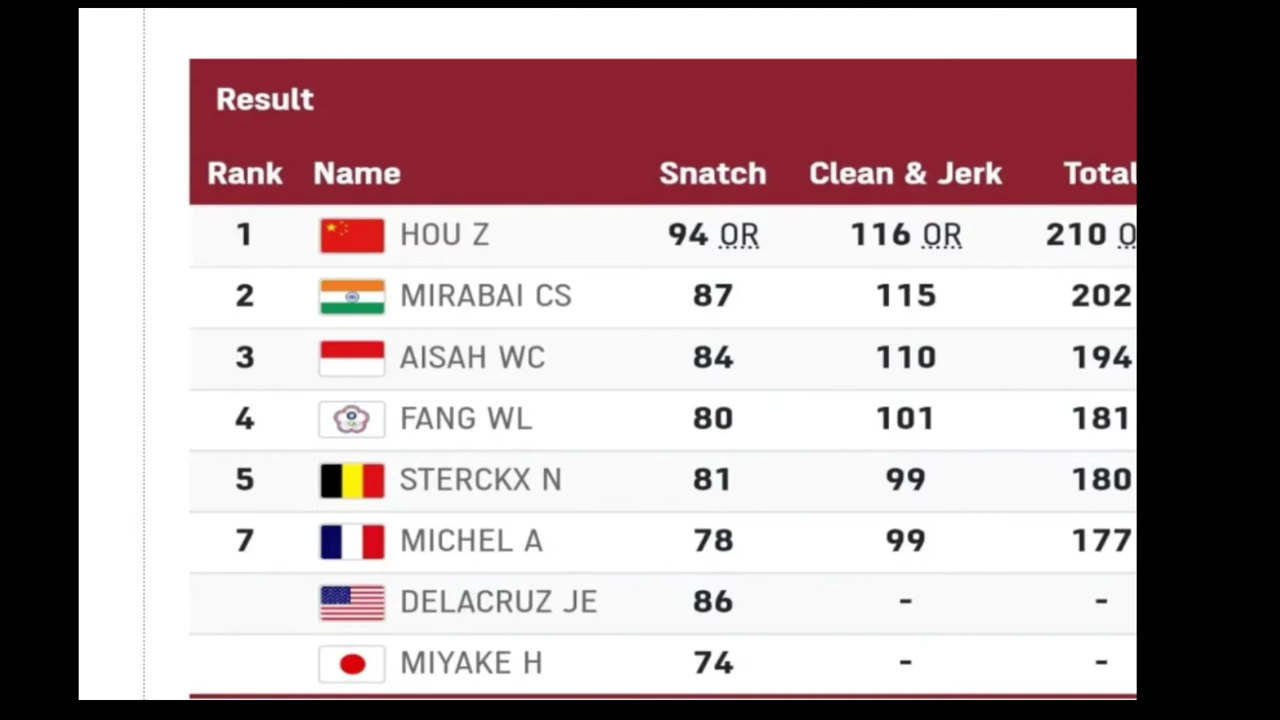 Result
Rank Name Snatch Clean & Jerk Total
1 HOU Z 94 OR 116 OR 210 O
2 MIRABAI CS 87 115 202
3 AISAH WC 84 110 194
4 FANG WL 80 101 181
5 STERCKX N 81 99 180
7 MICHEL A 78 99 177
DELACRUZ JE 86 - -
MIYAKE H 74 - -